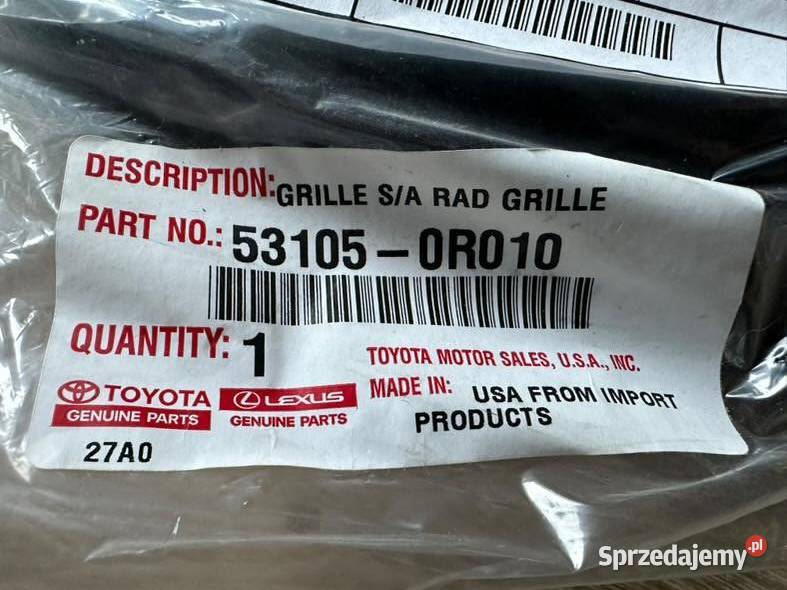 DESCRIPTION: GRILLE S/A RAD GRILLE
PART NO.: 53105-0R010
QUANTITY: 1
TOYOTA MOTOR SALES, U.S.A., INC.
TOYOTA
GENUINE PARTS
LEXUS
GENUINE PARTS
MADE IN: USA FROM IMPORT
PRODUCTS
27A0
Sprzedajemy.pl